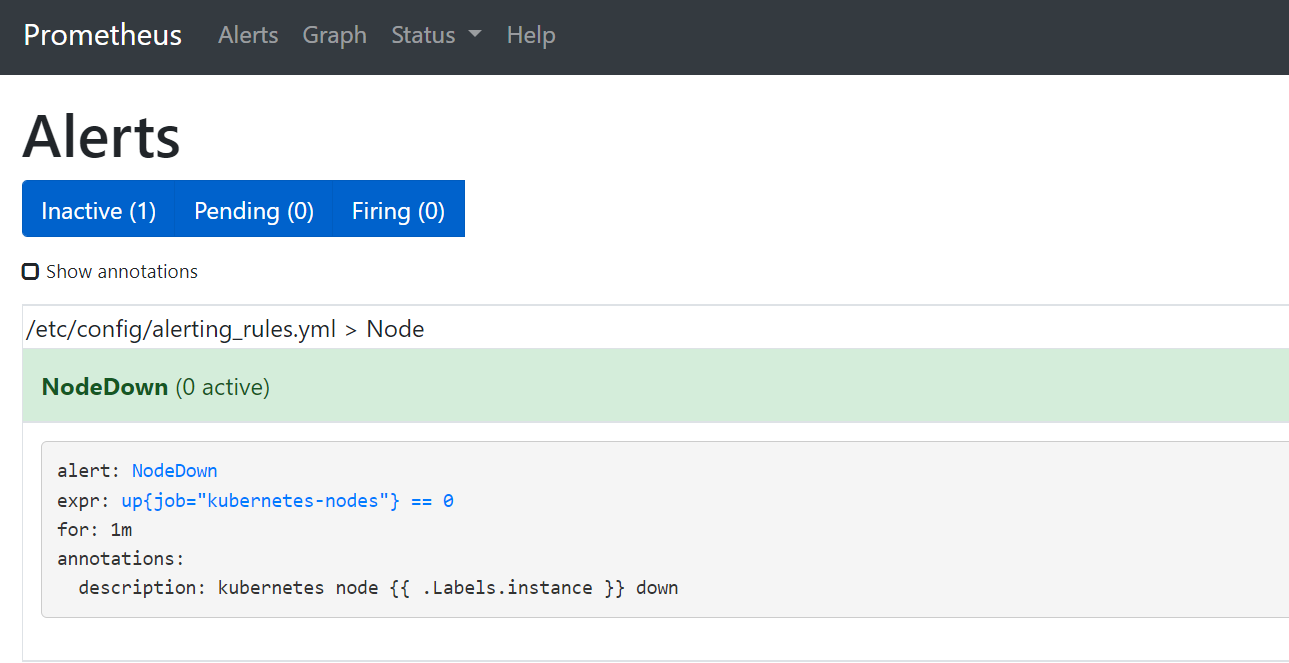 Prometheus Alerts Graph Status Help
Alerts
Inactive (1) Pending (0) Firing (0)
Show annotations
/etc/config/alerting_rules.yml > Node
NodeDown (0 active)
alert: NodeDown
expr: up{job="kubernetes-nodes"} == 0
for: 1m
annotations:
  description: kubernetes node {{ .Labels.instance }} down